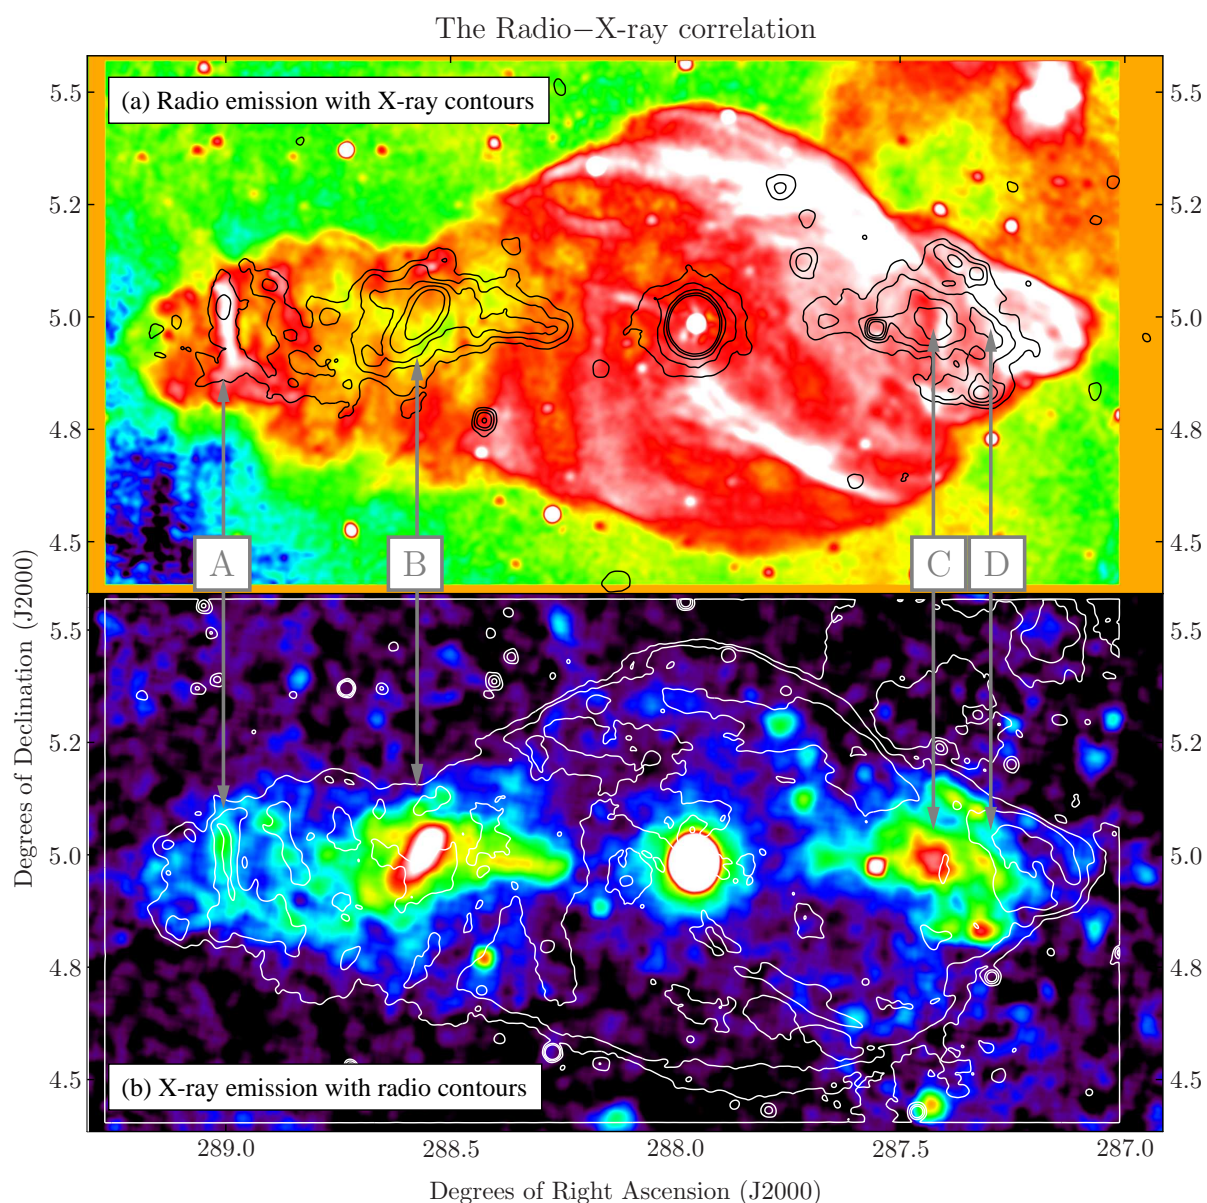 The Radio−X-ray correlation
(a) Radio emission with X-ray contours
5.5
5.2
5.0
4.8
4.5
5.5
5.2
5.0
4.8
4.5
A
B
C
D
Degrees of Declination (J2000)
5.5
5.2
5.0
4.8
4.5
5.5
5.2
5.0
4.8
4.5
(b) X-ray emission with radio contours
289.0
288.5
288.0
287.5
287.0
Degrees of Right Ascension (J2000)